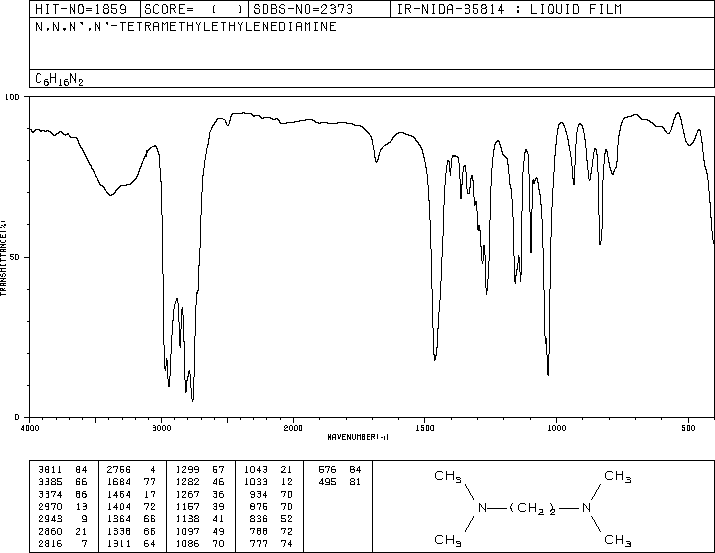 HIT-NO=1859 SCORE= ( ) SDBS-NO=2373 IR-NIDA-35814 : LIQUID FILM
N,N,N',N'-TETRAMETHYLETHYLENEDIAMINE
C6H16N2
100
50
0
TRANSMITTANCE(%)
4000 3000 2000 1500 1000 500
WAVENUMBER(-1)
3811 84 2766 4 1299 57 1043 21 576 84
3385 66 1684 77 1282 46 1033 12 495 81
3374 66 1464 17 1267 36 934 70
2970 13 1404 72 1157 39 876 70
2943 9 1364 66 1138 41 836 52
2860 21 1338 66 1097 49 788 72
2816 7 1311 64 1086 70 777 74
CH3 CH3
N—(CH2)2—N
CH3 CH3